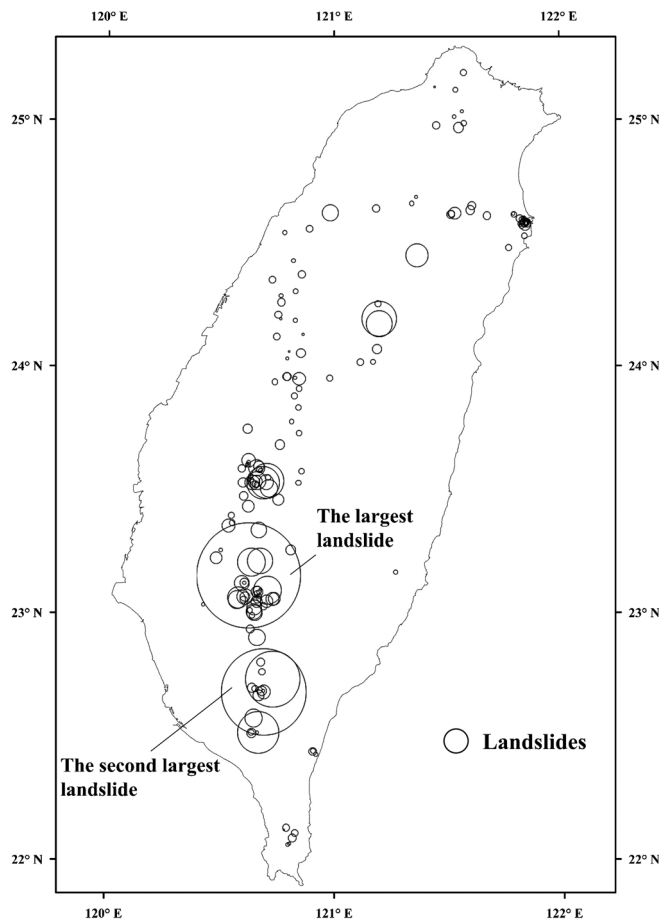 120° E 121° E 122° E
25° N 25° N
24° N 24° N
The largest
landslide
23° N 23° N
Landslides
The second largest
landslide
22° N 22° N
120° E 121° E 122° E